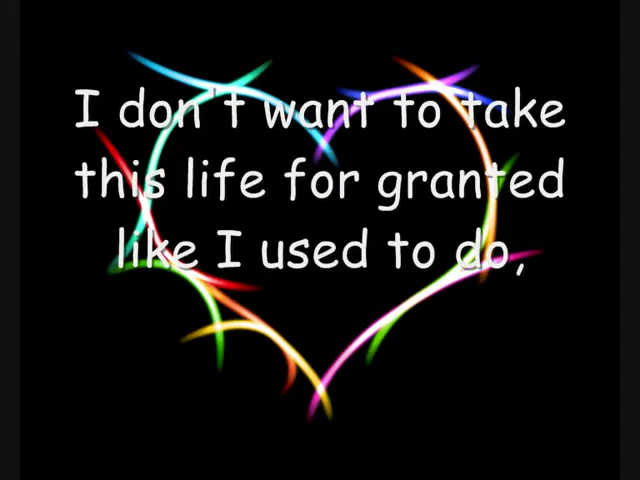 I don't want to take
this life for granted
like I used to do,